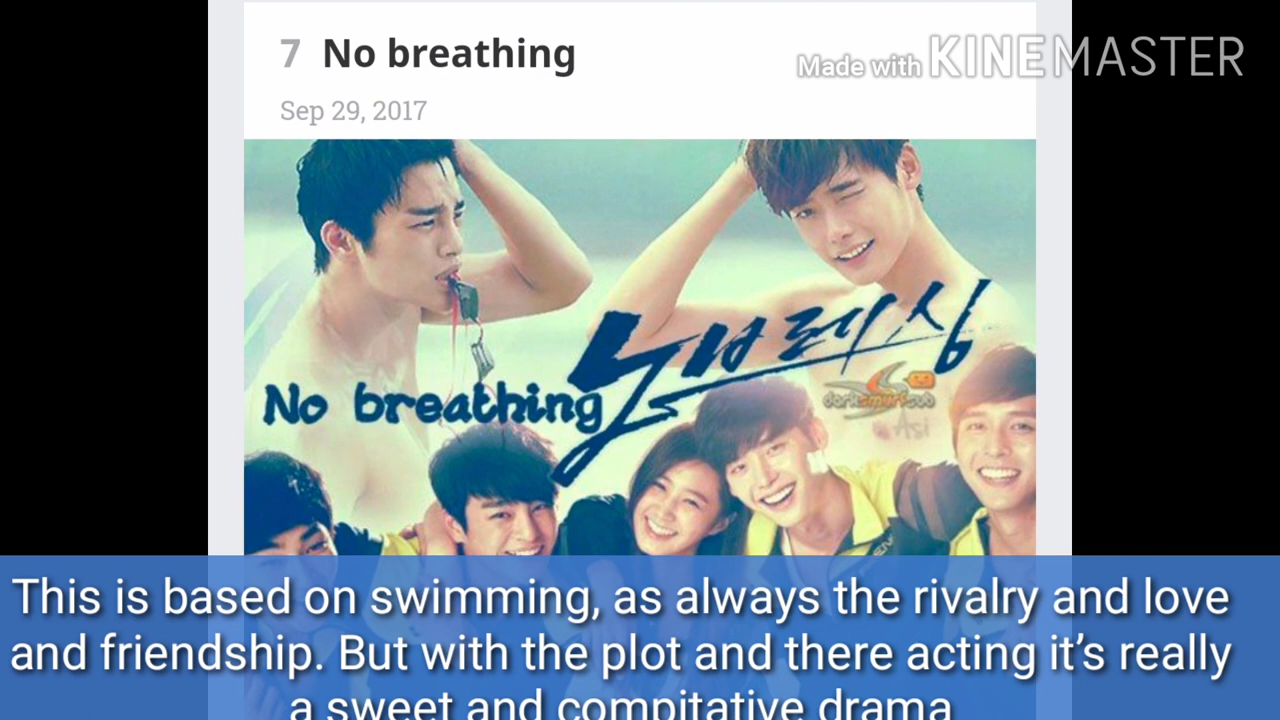 7 No breathing
Made with KINEMASTER
Sep 29, 2017
노브레싱
No breathing
darksmurfsub
This is based on swimming, as always the rivalry and love
and friendship. But with the plot and there acting it’s really
a sweet and compitative drama